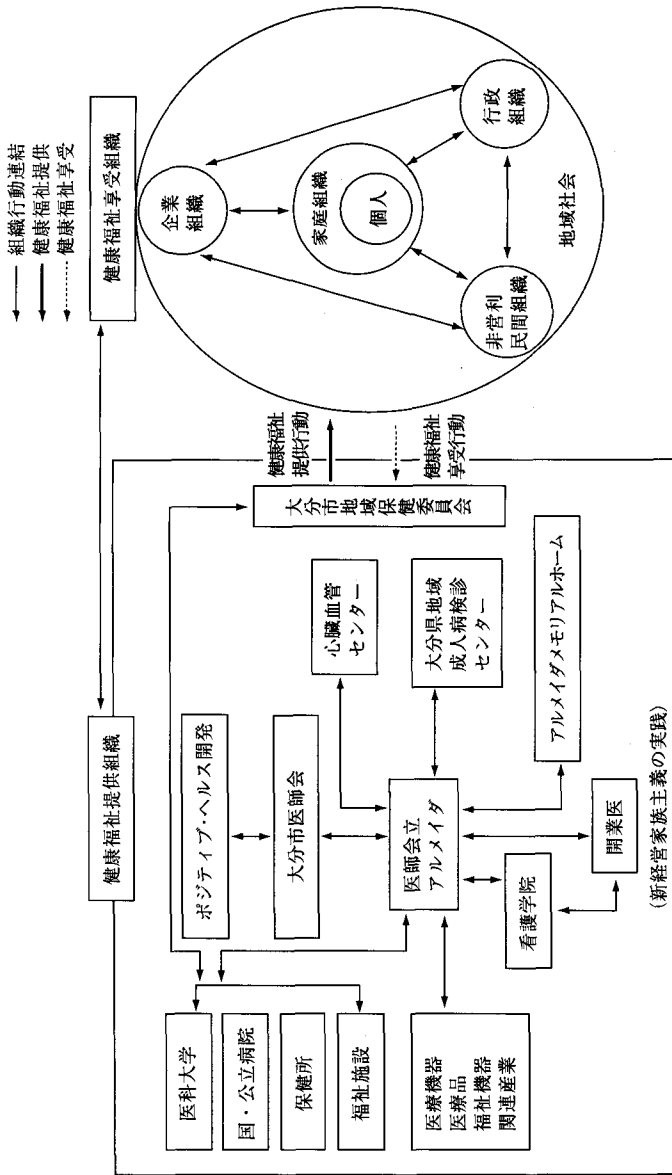 組織行動連結
健康福祉提供
健康福祉享受
健康福祉提供組織
健康福祉享受組織
医科大学
国・公立病院
保健所
福祉施設
医療機器
医療品
福祉機器
関連産業
ポジティブ・ヘルス開発
大分市医師会
医師会立
アルメイダ
看護学院
開業医
心臓血管
センター
大分県地域
成人病検診
センター
アルメイダメモリアルホーム
大分市地域保健委員会
健康福祉
提供行動
健康福祉
享受行動
企業
組織
家庭組織
個人
非営利
民間組織
行政
組織
地域社会
(新経営家族主義の実践)